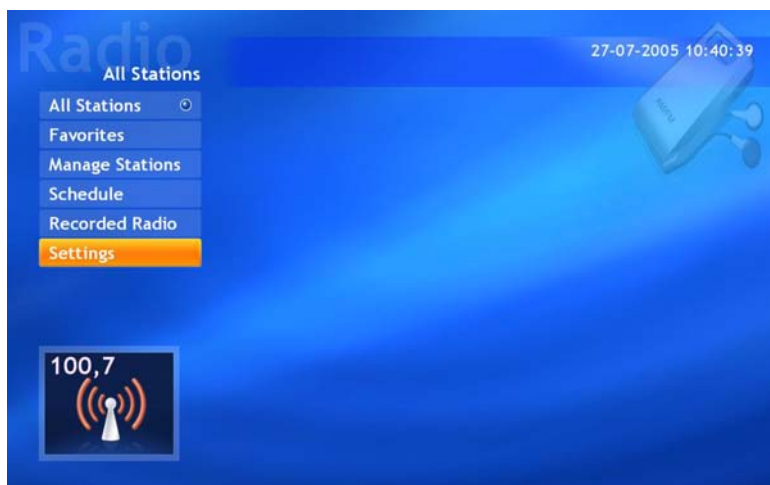 Radio
27-07-2005 10:40:39
All Stations
All Stations
Favorites
Manage Stations
Schedule
Recorded Radio
Settings
100,7